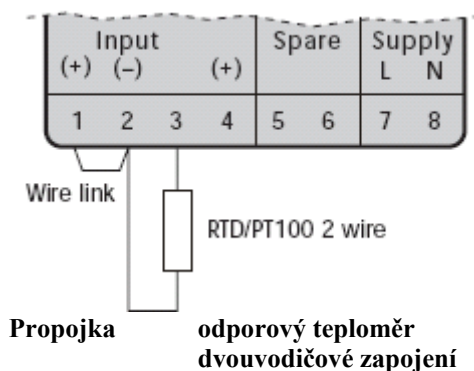 Input Spare Supply
(+) (–) (+) L N
1 2 3 4 5 6 7 8
Wire link
RTD/PT100 2 wire
Propojka odporový teploměr
dvouvodičové zapojení